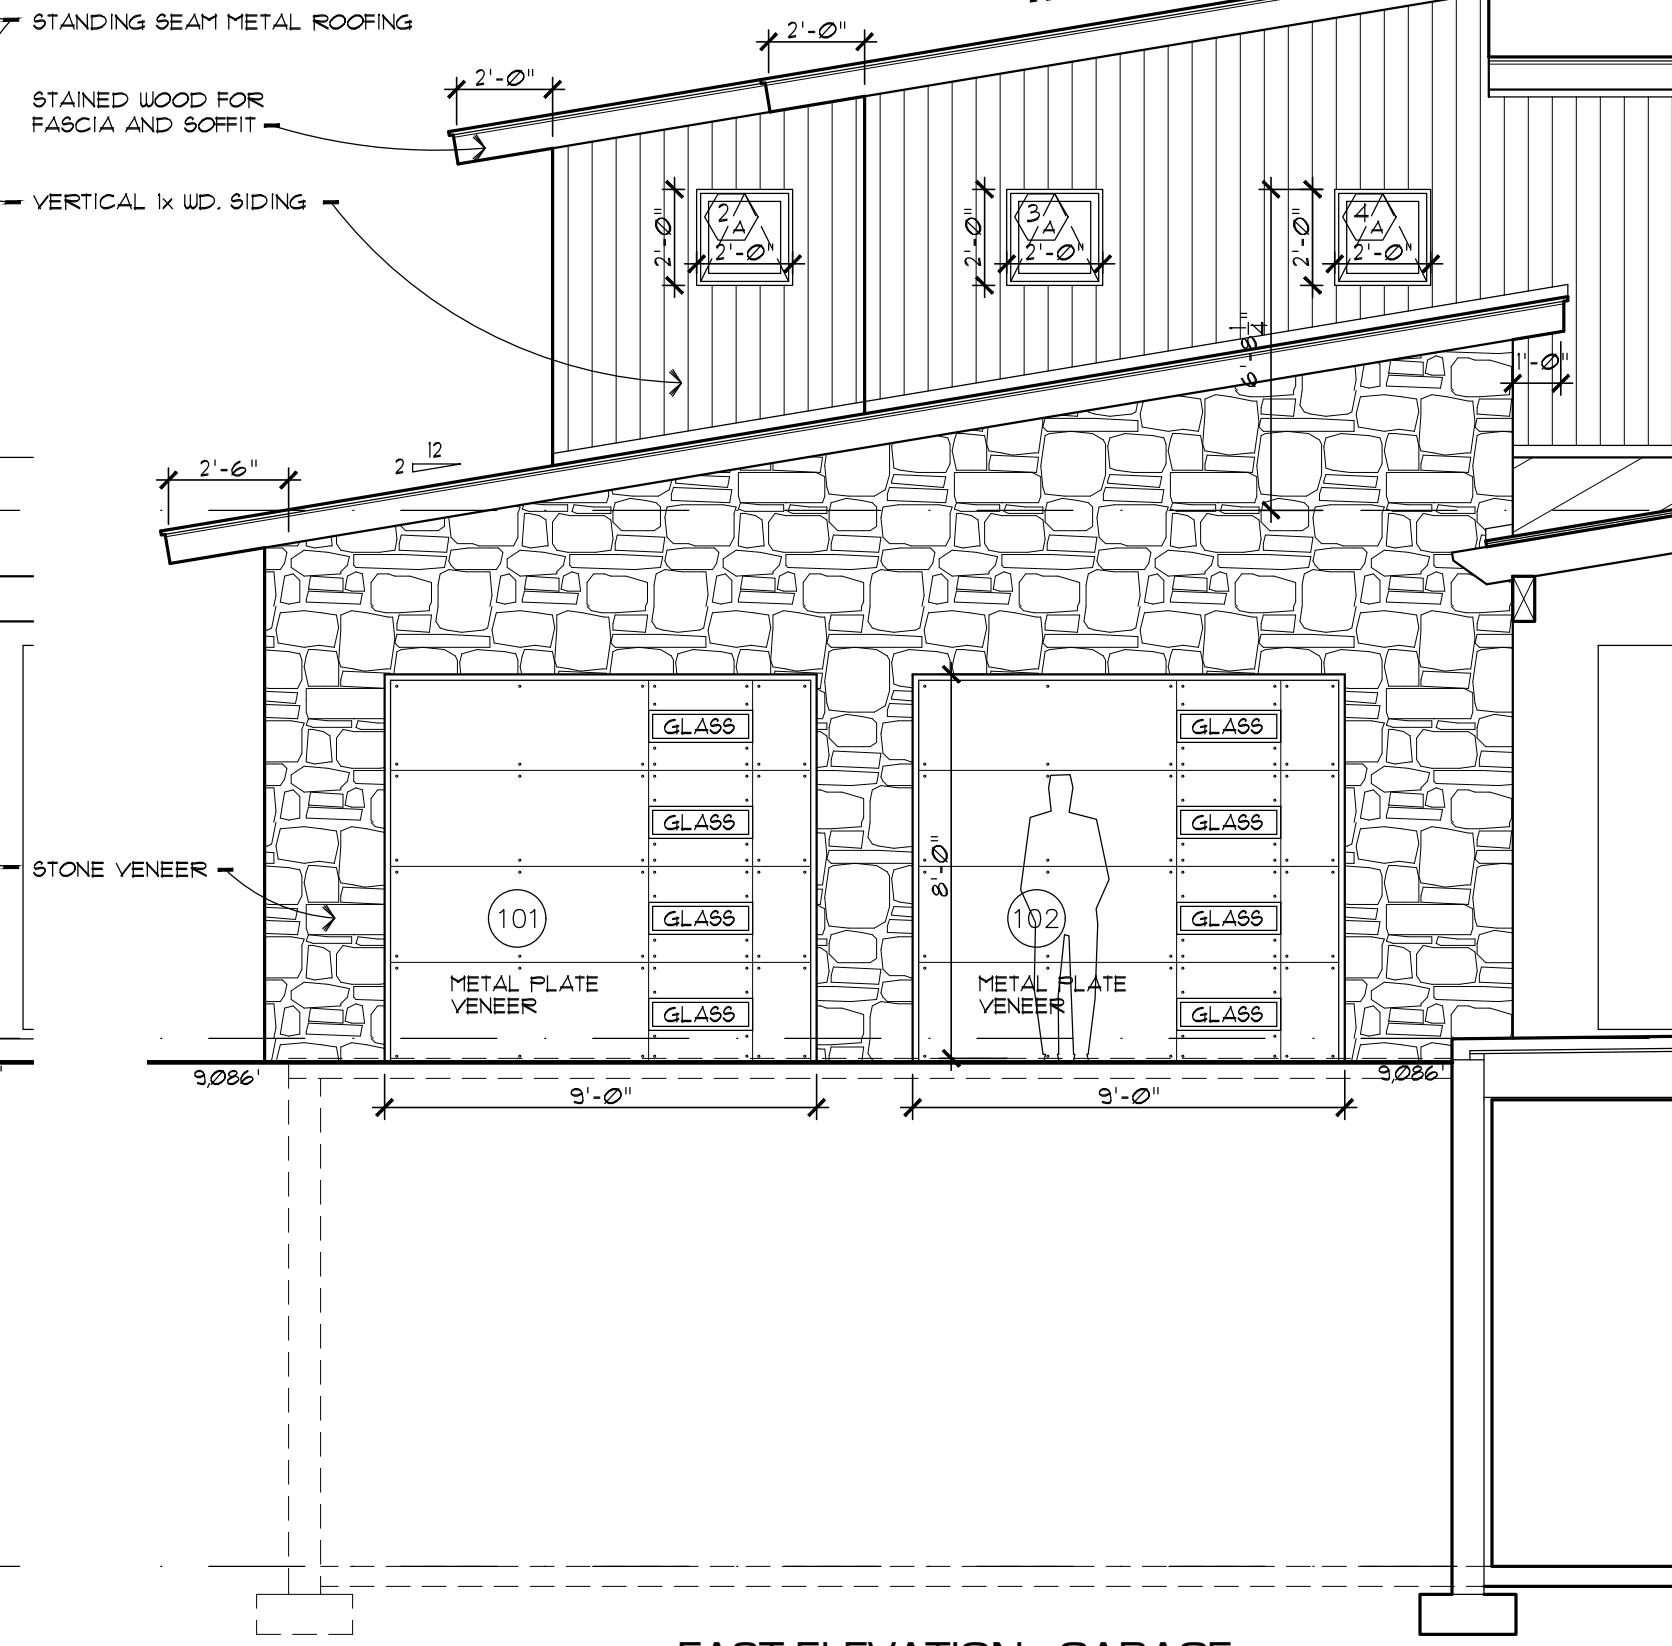 STANDING SEAM METAL ROOFING
2'-0"
2'-0"
STAINED WOOD FOR
FASCIA AND SOFFIT
VERTICAL 1x WD. SIDING
2
A
2'-0"
2'-0"
3
A
2'-0"
2'-0"
4
A
2'-0"
2'-0"
6'-8 1/4"
1'-0"
12
2
2'-6"
GLASS
GLASS
GLASS
GLASS
GLASS
GLASS
GLASS
GLASS
8'-0"
STONE VENEER
101
102
METAL PLATE
VENEER
METAL PLATE
VENEER
9,086'
9,086'
9'-0"
9'-0"
EAST ELEVATION - GARAGE